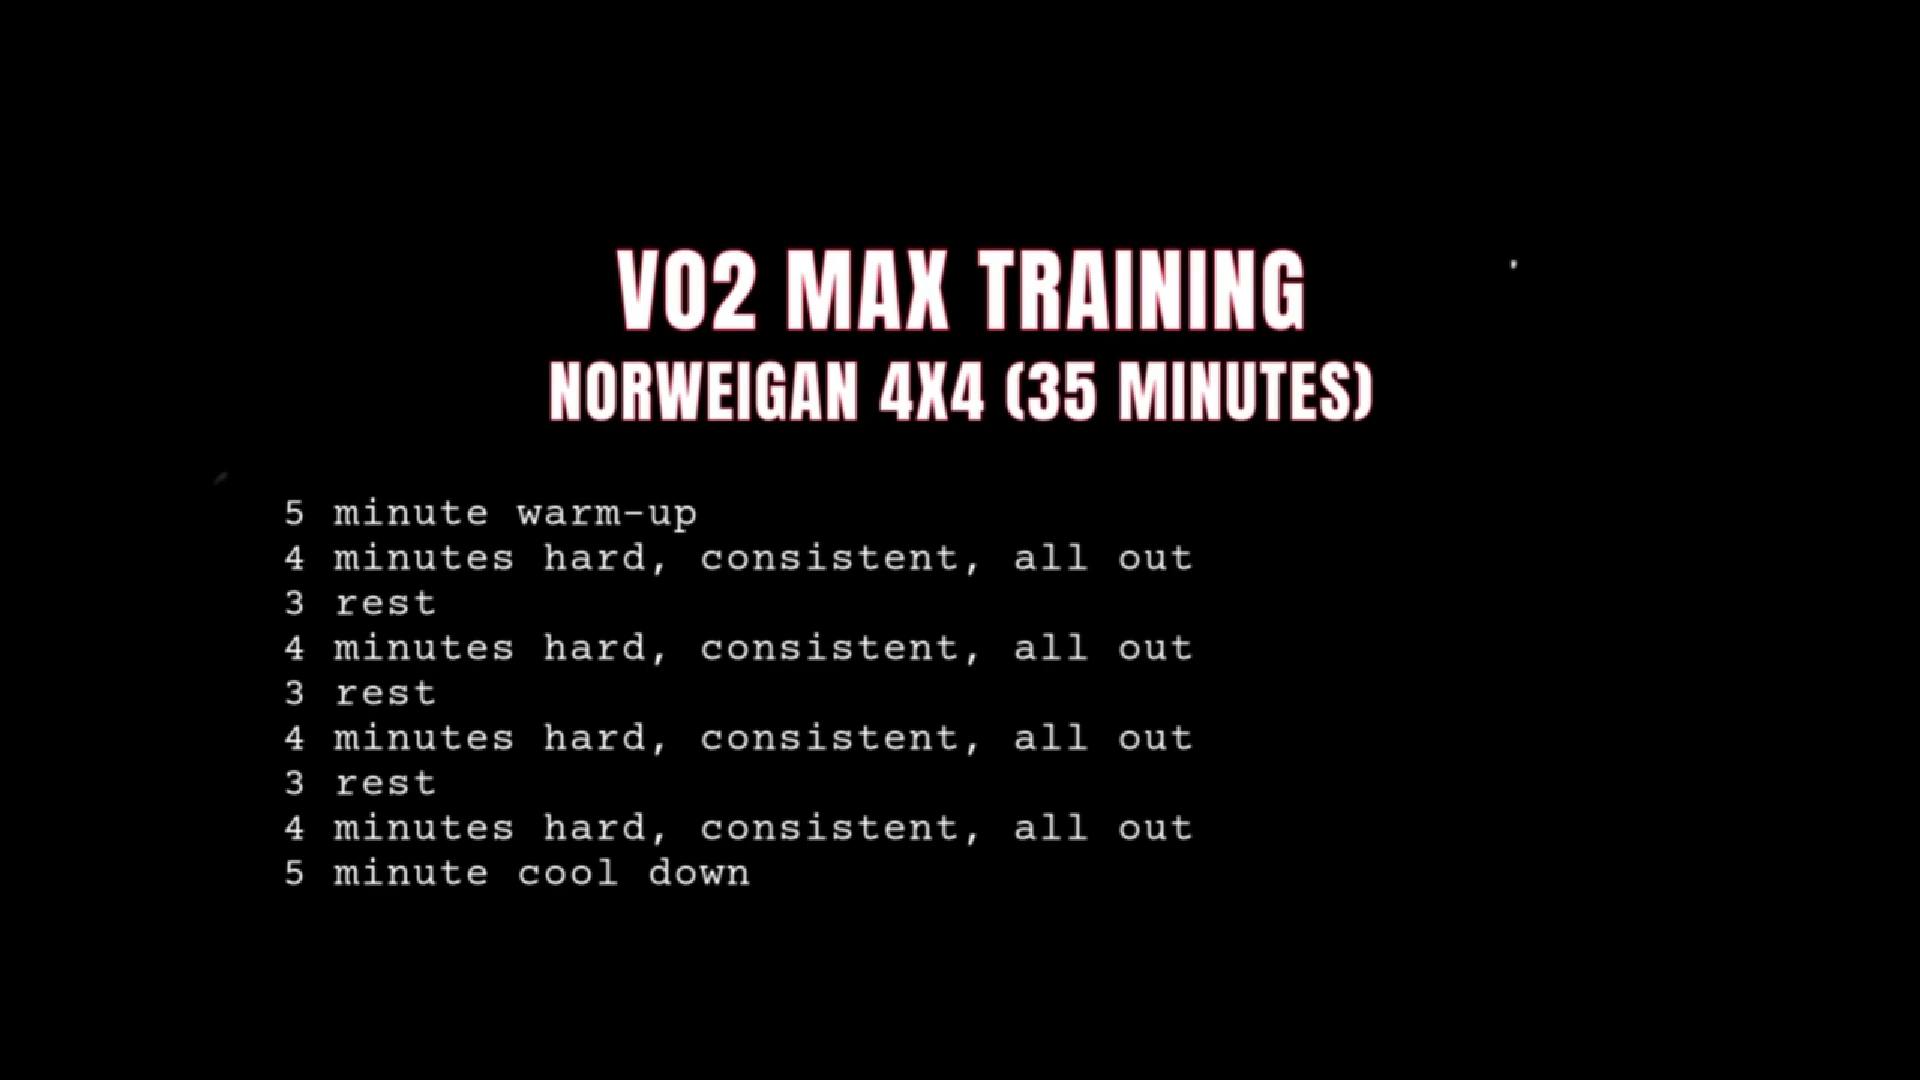 VO2 MAX TRAINING
NORWEIGAN 4X4 (35 MINUTES)
5 minute warm-up
4 minutes hard, consistent, all out
3 rest
4 minutes hard, consistent, all out
3 rest
4 minutes hard, consistent, all out
3 rest
4 minutes hard, consistent, all out
5 minute cool down